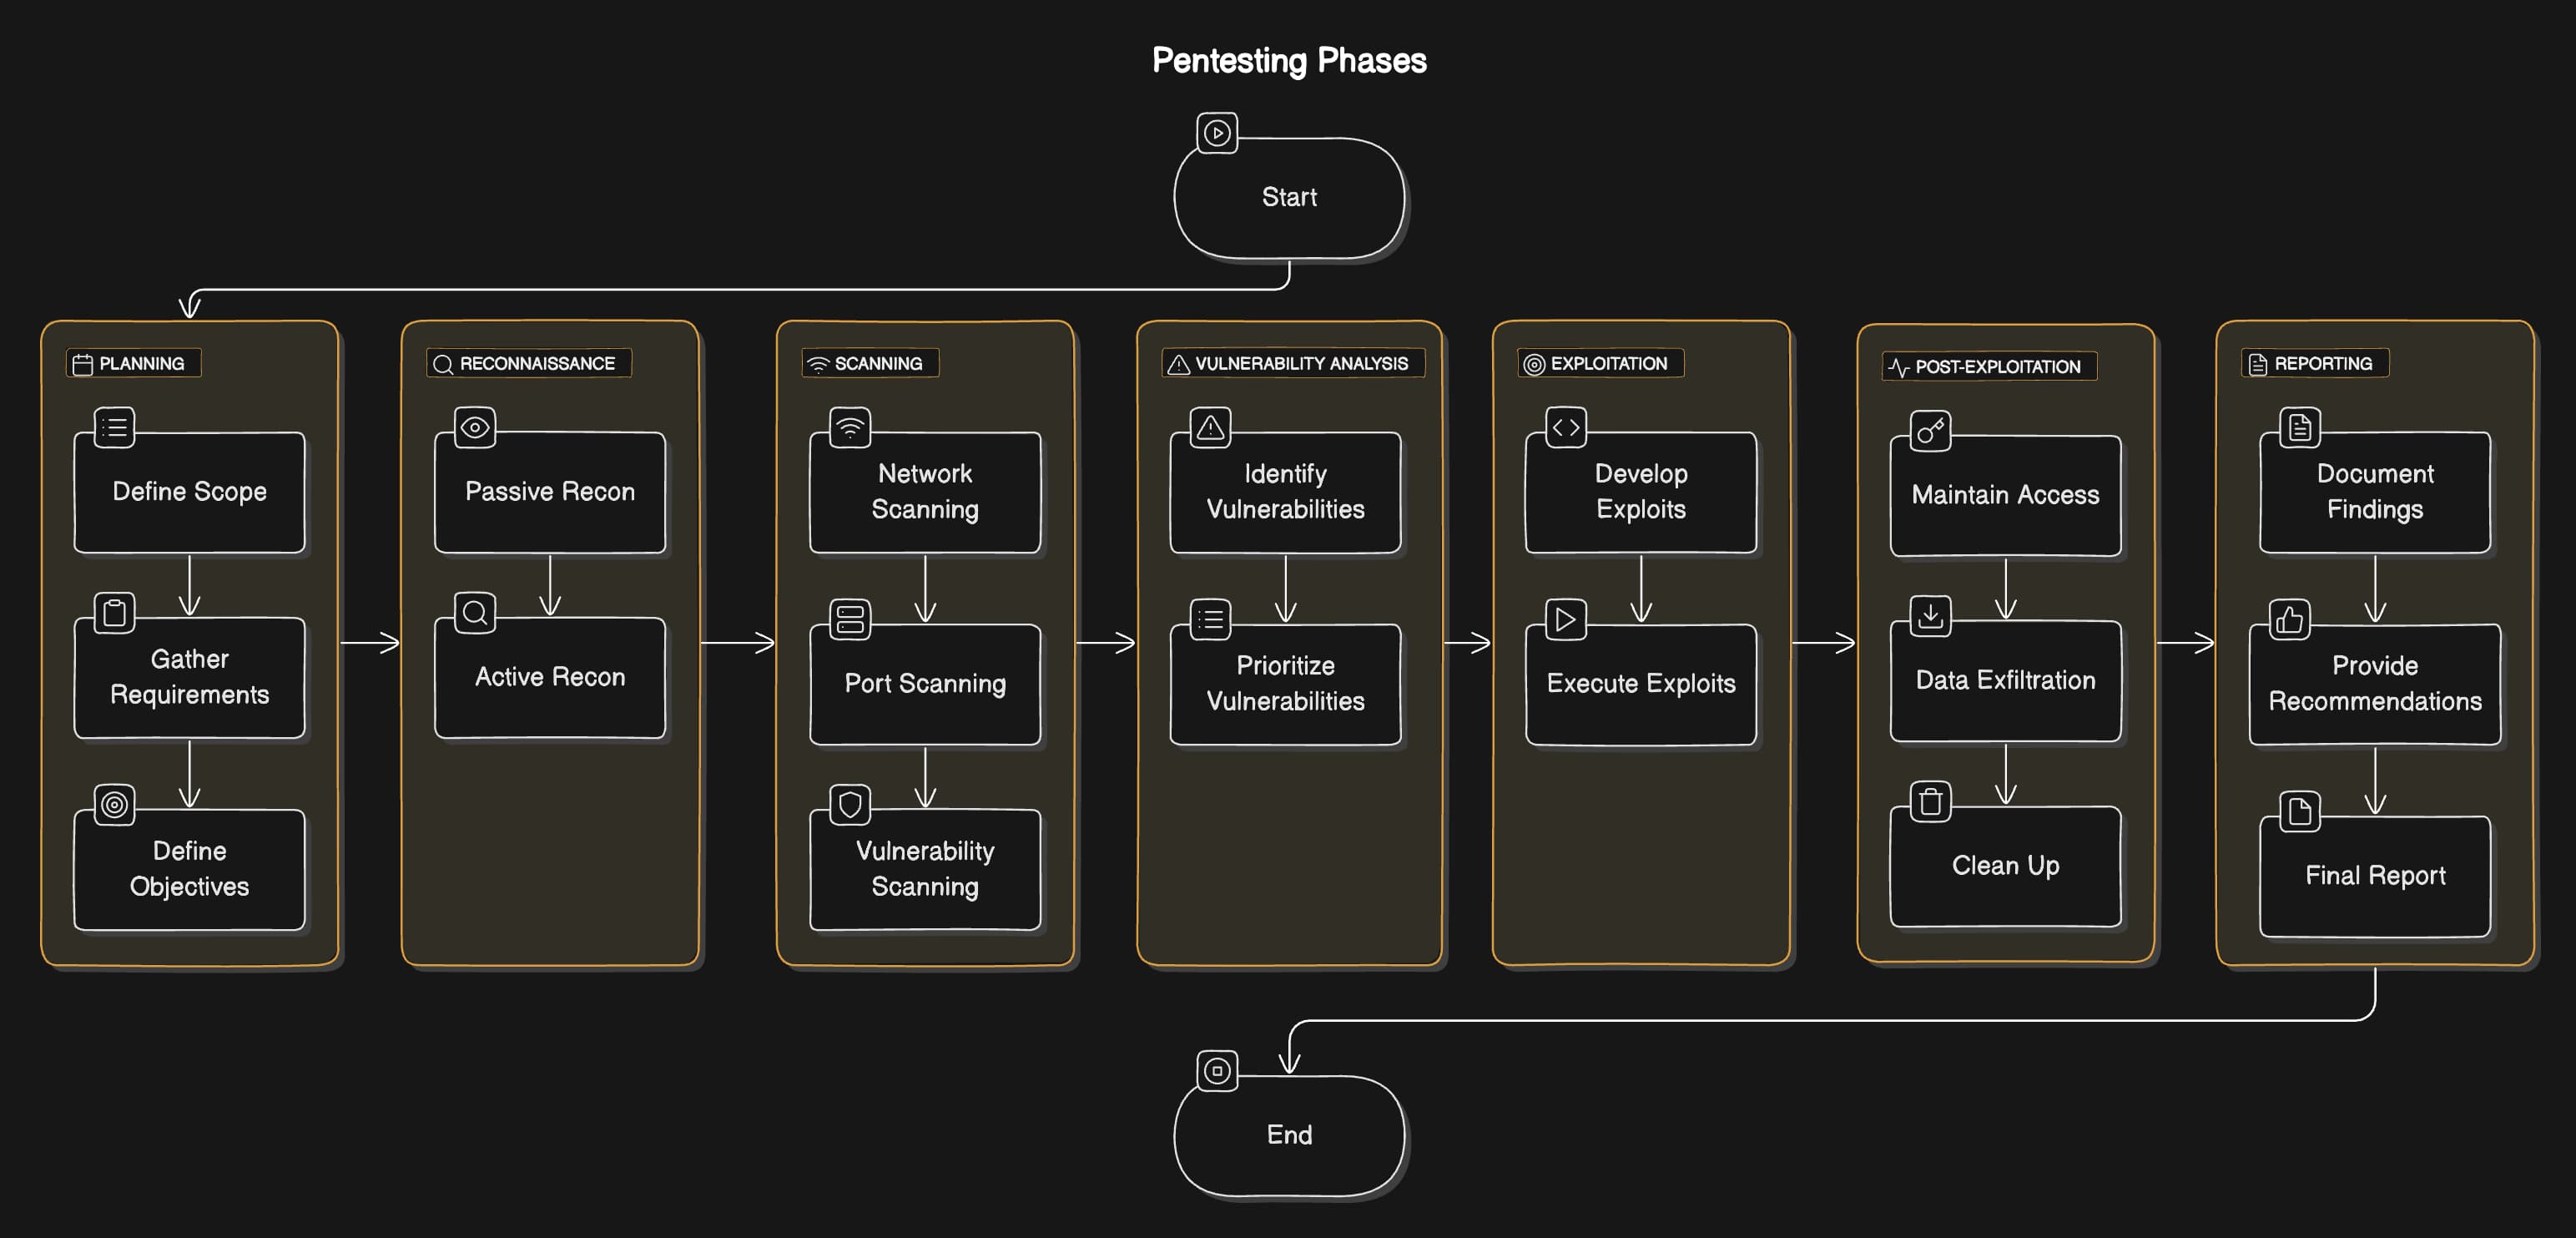 Pentesting Phases
Start
PLANNING
Define Scope
Gather
Requirements
Define
Objectives
RECONNAISSANCE
Passive Recon
Active Recon
SCANNING
Network
Scanning
Port Scanning
Vulnerability
Scanning
VULNERABILITY ANALYSIS
Identify
Vulnerabilities
Prioritize
Vulnerabilities
EXPLOITATION
Develop
Exploits
Execute Exploits
POST-EXPLOITATION
Maintain Access
Data Exfiltration
Clean Up
REPORTING
Document
Findings
Provide
Recommendations
Final Report
End